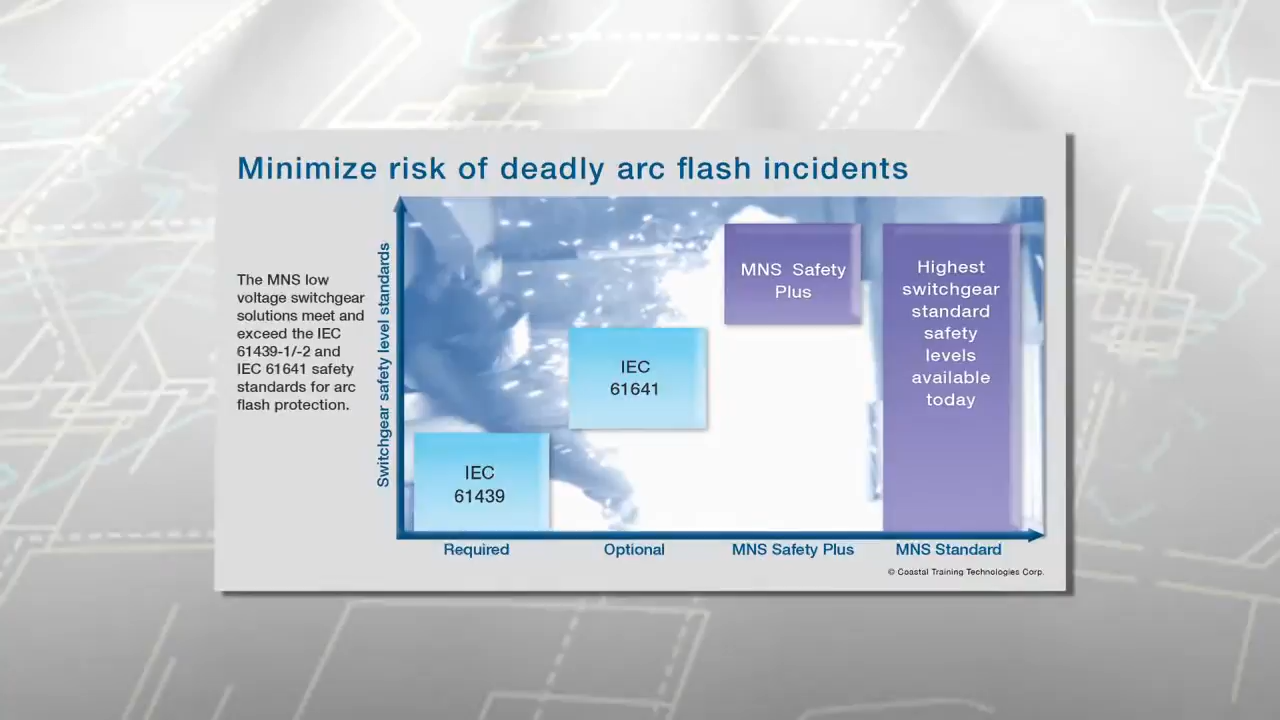 Minimize risk of deadly arc flash incidents
The MNS low
voltage switchgear
solutions meet and
exceed the IEC
61439-1/-2 and
IEC 61641 safety
standards for arc
flash protection.
Switchgear safety level standards
IEC
61439
IEC
61641
MNS Safety
Plus
Highest
switchgear
standard
safety
levels
available
today
Required
Optional
MNS Safety Plus
MNS Standard
© Coastal Training Technologies Corp.